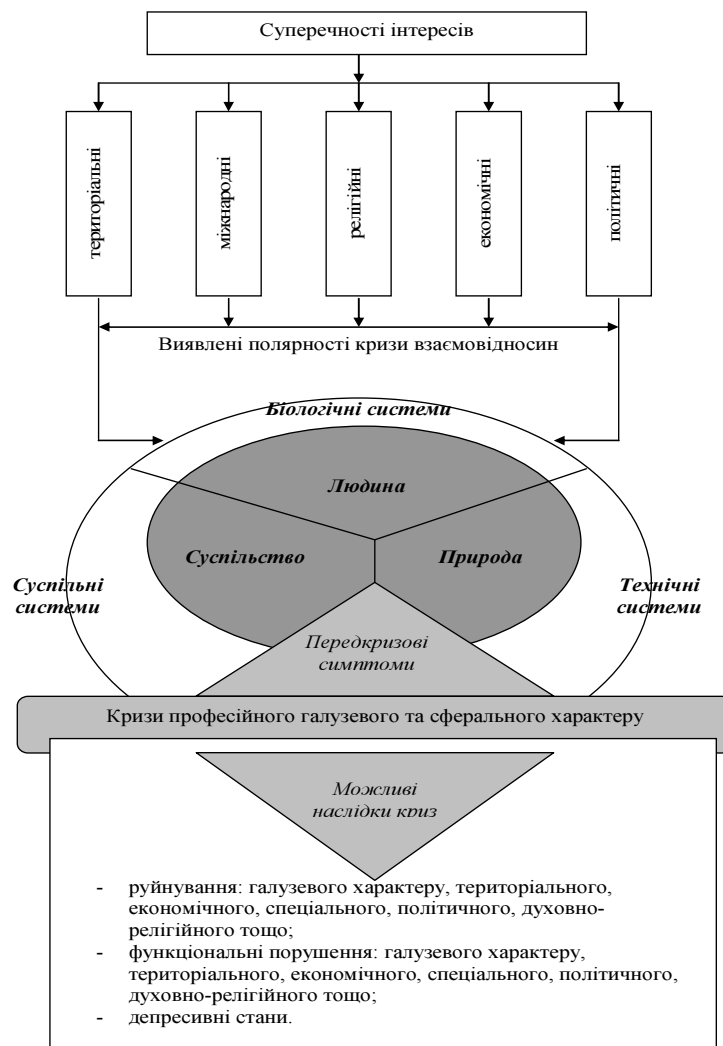 Суперечності інтересів
територіальні
міжнародні
релігійні
економічні
політичні
Виявлені полярності кризи взаємовідносин
Біологічні системи
Людина
Суспільство
Природа
Суспільні
системи
Технічні
системи
Передкризові
симптоми
Кризи професійного галузевого та сферального характеру
Можливі
наслідки криз
- руйнування: галузевого характеру, територіального,
економічного, спеціального, політичного, духовно-
релігійного тощо;
- функціональні порушення: галузевого характеру,
територіального, економічного, спеціального, політичного,
духовно-релігійного тощо;
- депресивні стани.